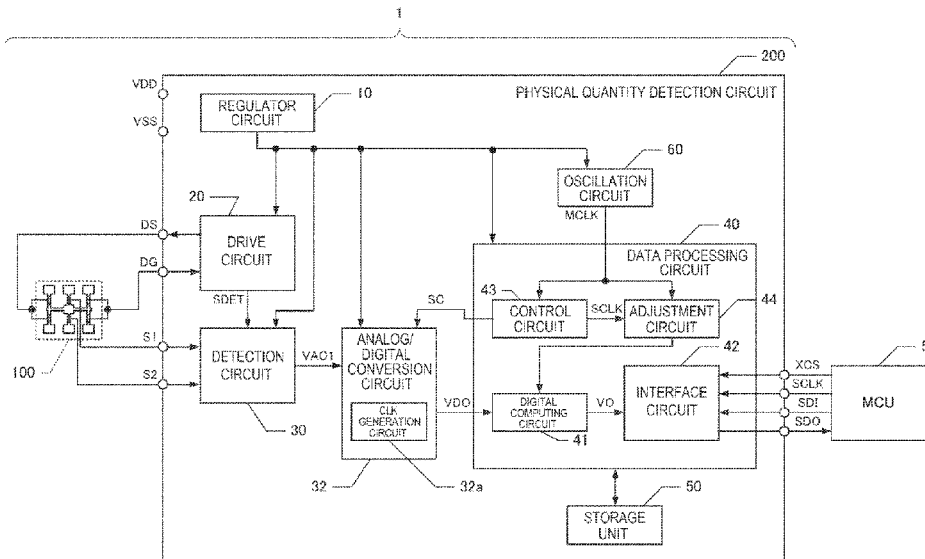 1
200
VDD
VSS
REGULATOR
CIRCUIT
10
PHYSICAL QUANTITY DETECTION CIRCUIT
60
OSCILLATION
CIRCUIT
MCLK
20
DS
DG
DRIVE
CIRCUIT
40
DATA PROCESSING
CIRCUIT
SDET
SC
43
CONTROL
CIRCUIT
SCLK
ADJUSTMENT
CIRCUIT
44
100
S1
S2
DETECTION
CIRCUIT
30
VAO1
ANALOG/
DIGITAL
CONVERSION
CIRCUIT
CLK
GENERATION
CIRCUIT
32
32a
VDO
DIGITAL
COMPUTING
CIRCUIT
41
VO
42
INTERFACE
CIRCUIT
XCS
SCLK
SDI
SDO
5
MCU
50
STORAGE
UNIT